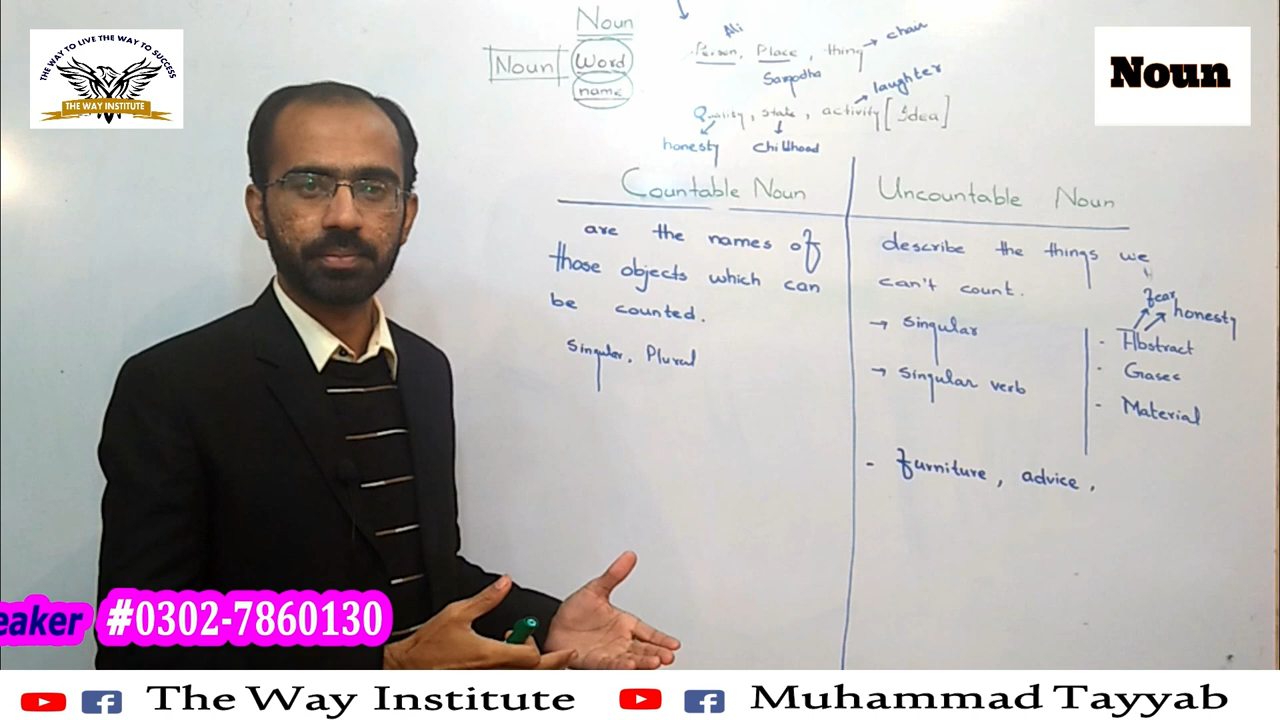 THE WAY TO LIVE THE WAY TO SUCCESS
THE WAY INSTITUTE
Noun
Noun
Word
name
Ali
Person, Place, thing → chair
Sargodha
laughter
Quality, state, activity [Idea]
honesty
Childhood
Noun
Countable Noun
are the names of
those objects which can
be counted.
Singular, Plural
Uncountable Noun
describe the things we
can't count.
→ Singular
→ Singular verb
fear
honesty
- Abstract
- Gases
- Material
- furniture, advice,
eaker #0302-7860130
The Way Institute
Muhammad Tayyab